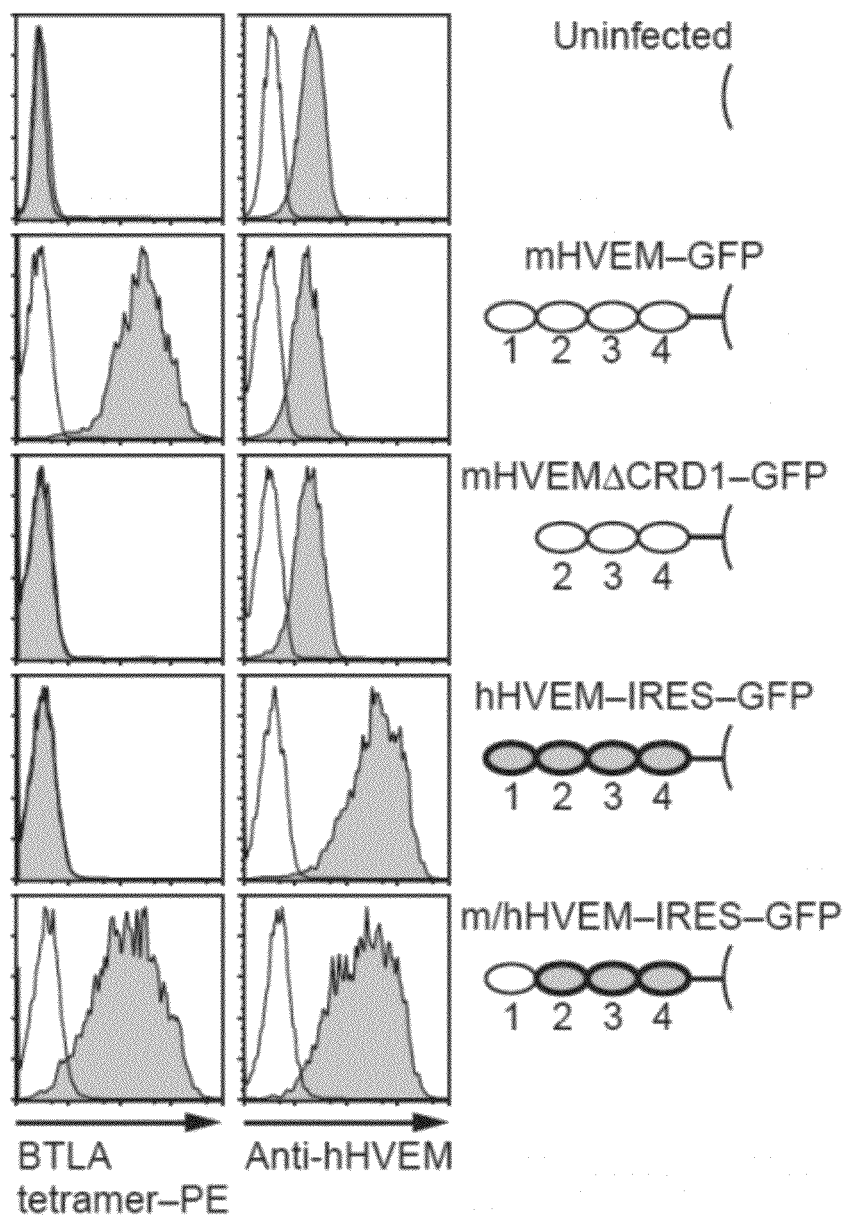 Uninfected
mHVEM–GFP
1 2 3 4
mHVEMΔCRD1–GFP
2 3 4
hHVEM–IRES–GFP
1 2 3 4
m/hHVEM–IRES–GFP
1 2 3 4
BTLA
tetramer–PE
Anti-hHVEM